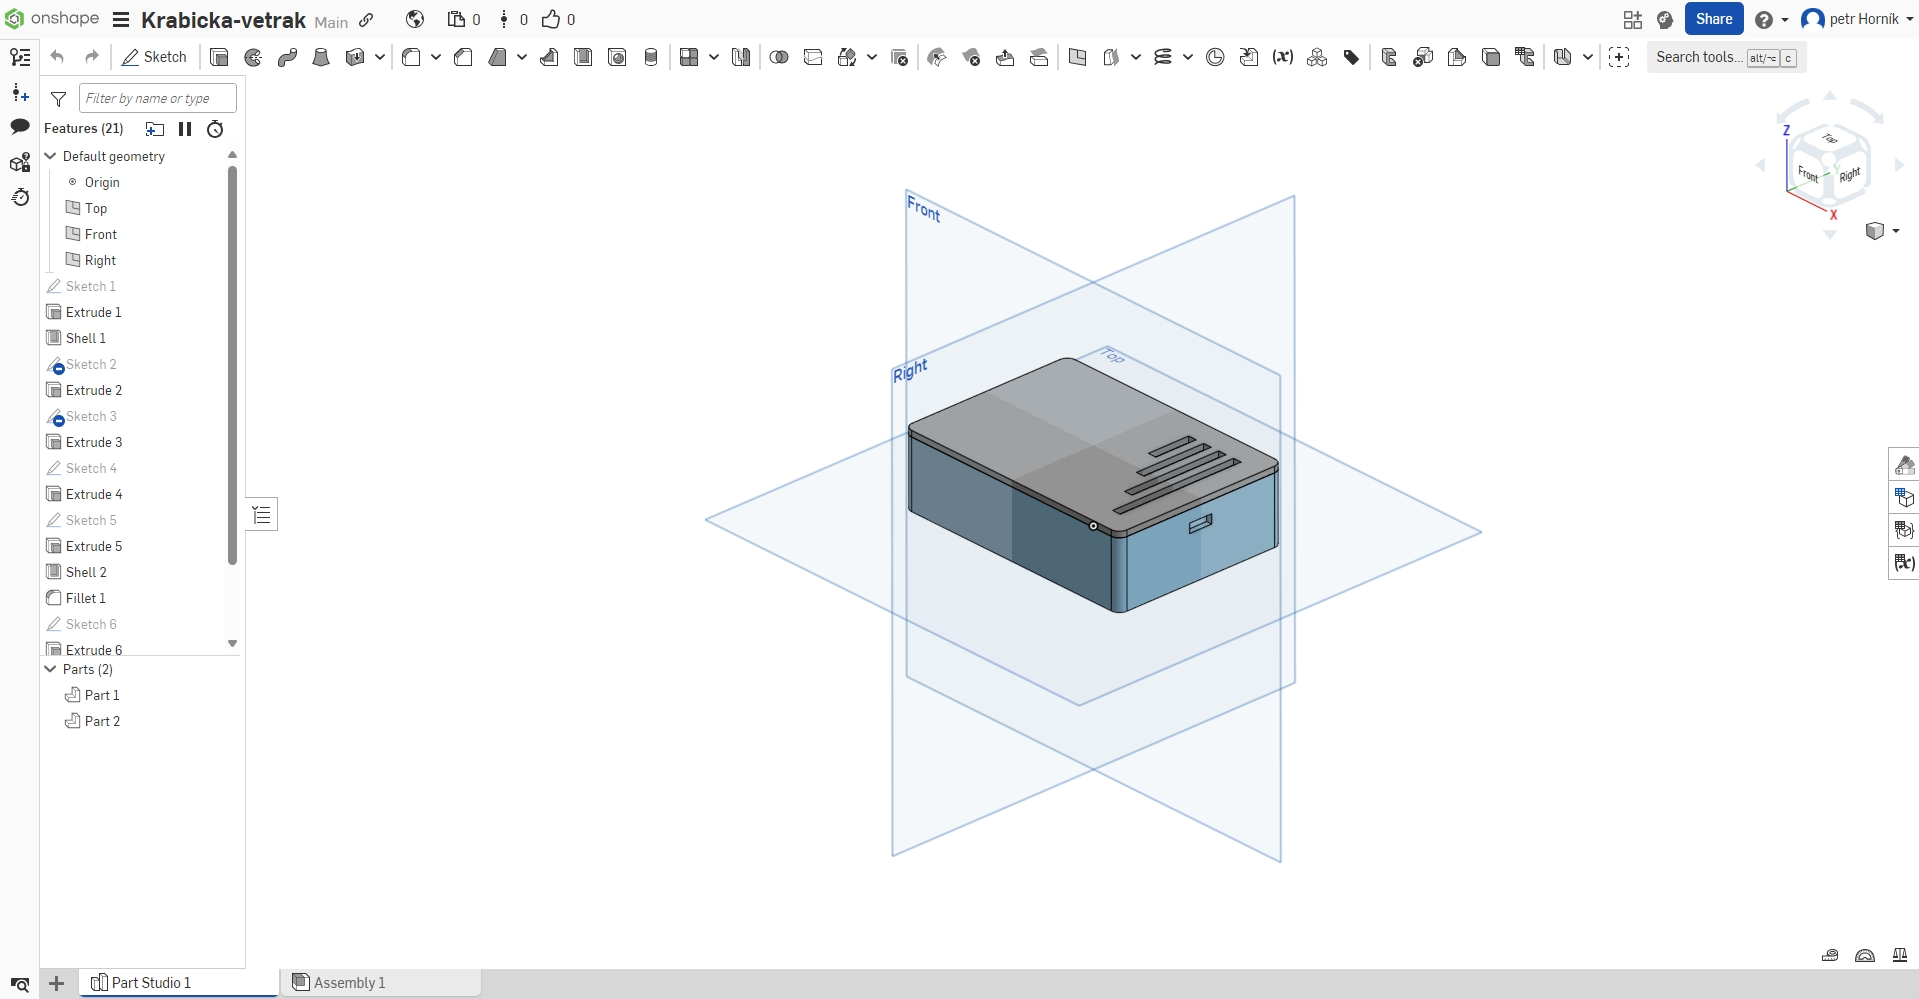 onshape Krabicka-vetrak Main 0 0 0 Share petr Horník
Sketch Search tools... alt/⌥ c
Filter by name or type
Features (21)
Default geometry
Origin
Top
Front
Right
Sketch 1
Extrude 1
Shell 1
Sketch 2
Extrude 2
Sketch 3
Extrude 3
Sketch 4
Extrude 4
Sketch 5
Extrude 5
Shell 2
Fillet 1
Sketch 6
Extrude 6
Parts (2)
Part 1
Part 2
Front
Right
Top
Z
Top
Front
Right
Y
X
Part Studio 1
Assembly 1